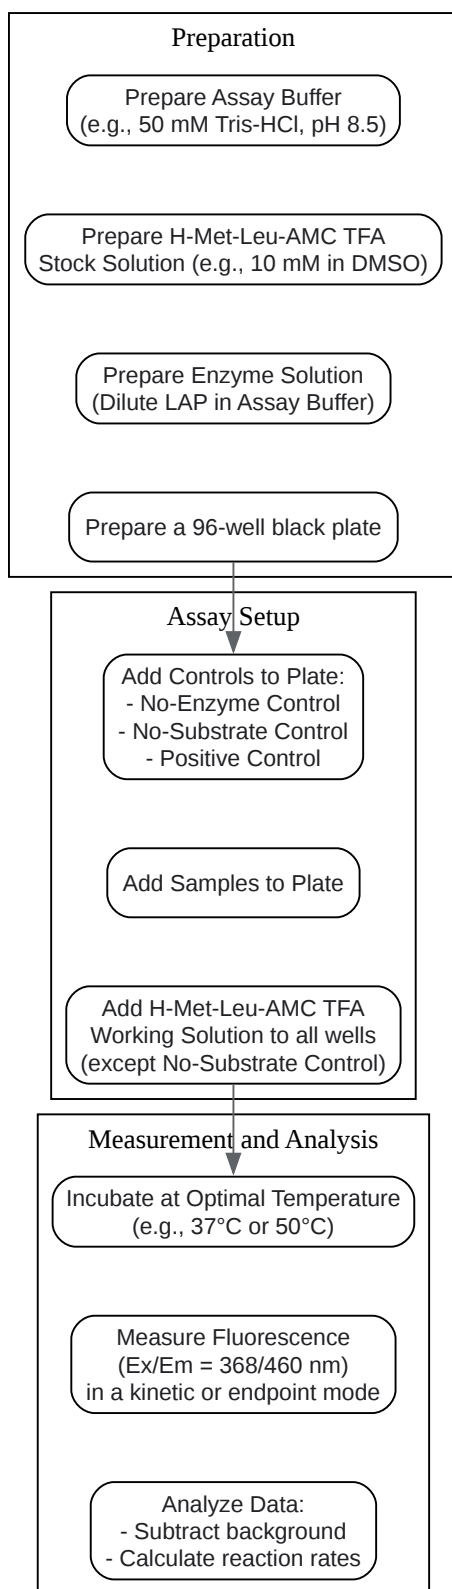 Preparation
Prepare Assay Buffer
(e.g., 50 mM Tris-HCl, pH 8.5)
Prepare H-Met-Leu-AMC TFA
Stock Solution (e.g., 10 mM in DMSO)
Prepare Enzyme Solution
(Dilute LAP in Assay Buffer)
Prepare a 96-well black plate
Assay Setup
Add Controls to Plate:
- No-Enzyme Control
- No-Substrate Control
- Positive Control
Add Samples to Plate
Add H-Met-Leu-AMC TFA
Working Solution to all wells
(except No-Substrate Control)
Measurement and Analysis
Incubate at Optimal Temperature
(e.g., 37°C or 50°C)
Measure Fluorescence
(Ex/Em = 368/460 nm)
in a kinetic or endpoint mode
Analyze Data:
- Subtract background
- Calculate reaction rates